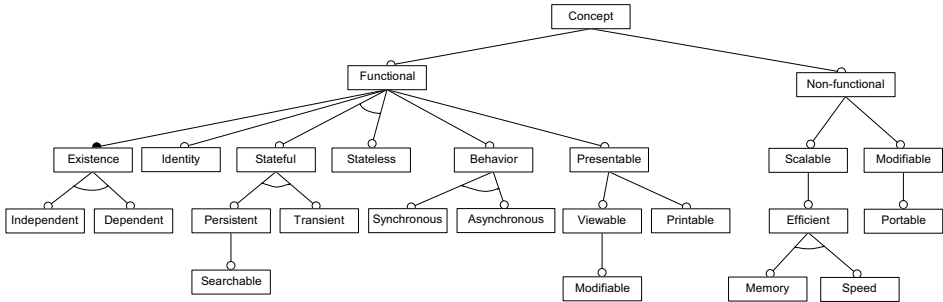 Concept
Functional
Non-functional
Existence
Identity
Stateful
Stateless
Behavior
Presentable
Scalable
Modifiable
Independent
Dependent
Persistent
Transient
Synchronous
Asynchronous
Viewable
Printable
Efficient
Portable
Searchable
Modifiable
Memory
Speed